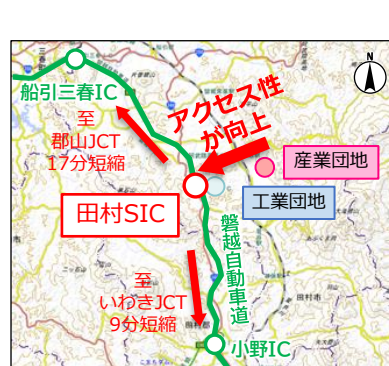 船引三春IC
至
郡山JCT
17分短縮
アクセス性
が向上
産業団地
田村SIC
工業団地
磐越自動車道
至
いわきJCT
9分短縮
小野IC
N
田村市